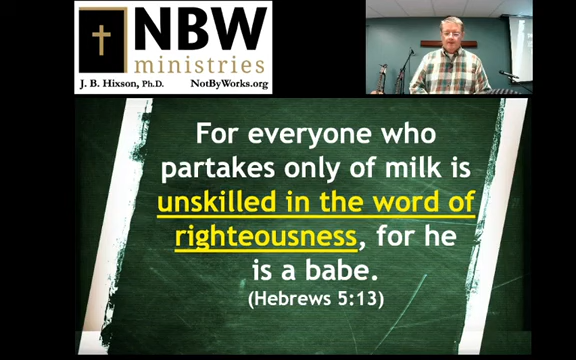 NBW
ministries
J. B. Hixson, Ph.D. NotByWorks.org
For everyone who
partakes only of milk is
unskilled in the word of
righteousness, for he
is a babe.
(Hebrews 5:13)